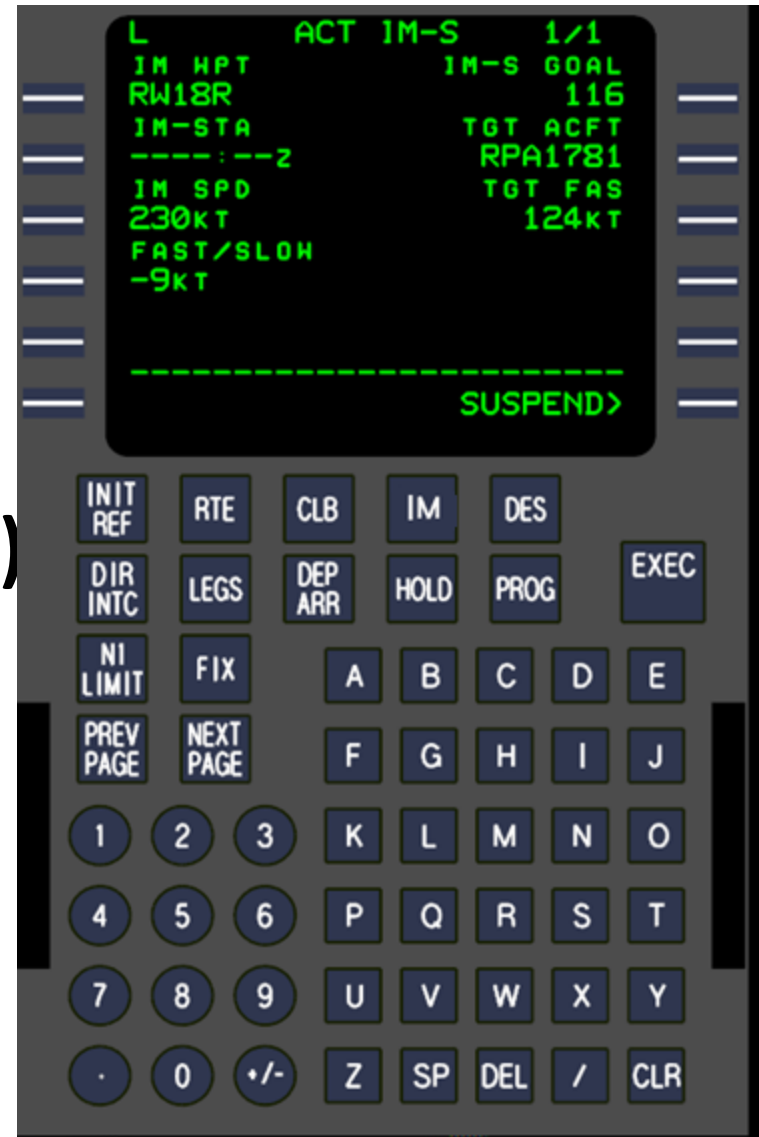 L ACT IM-S 1/1
IM WPT IM-S GOAL
RW18R 116
IM-STA TGT ACFT
----:--Z RPA1781
IM SPD TGT FAS
230KT 124KT
FAST/SLOW
-9KT
------------------------
SUSPEND>
INIT REF RTE CLB IM DES
)
EXEC
DIR INTC LEGS DEP ARR HOLD PROG
N1 LIMIT FIX
A B C D E
PREV PAGE NEXT PAGE
F G H I J
1 2 3 K L M N O
4 5 6 P Q R S T
7 8 9 U V W X Y
. 0 +/- Z SP DEL / CLR